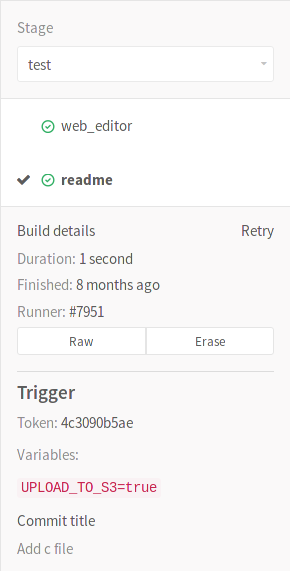 Stage
test
web_editor
readme
Build details Retry
Duration: 1 second
Finished: 8 months ago
Runner: #7951
Raw Erase
Trigger
Token: 4c3090b5ae
Variables:
UPLOAD_TO_S3=true
Commit title
Add c file